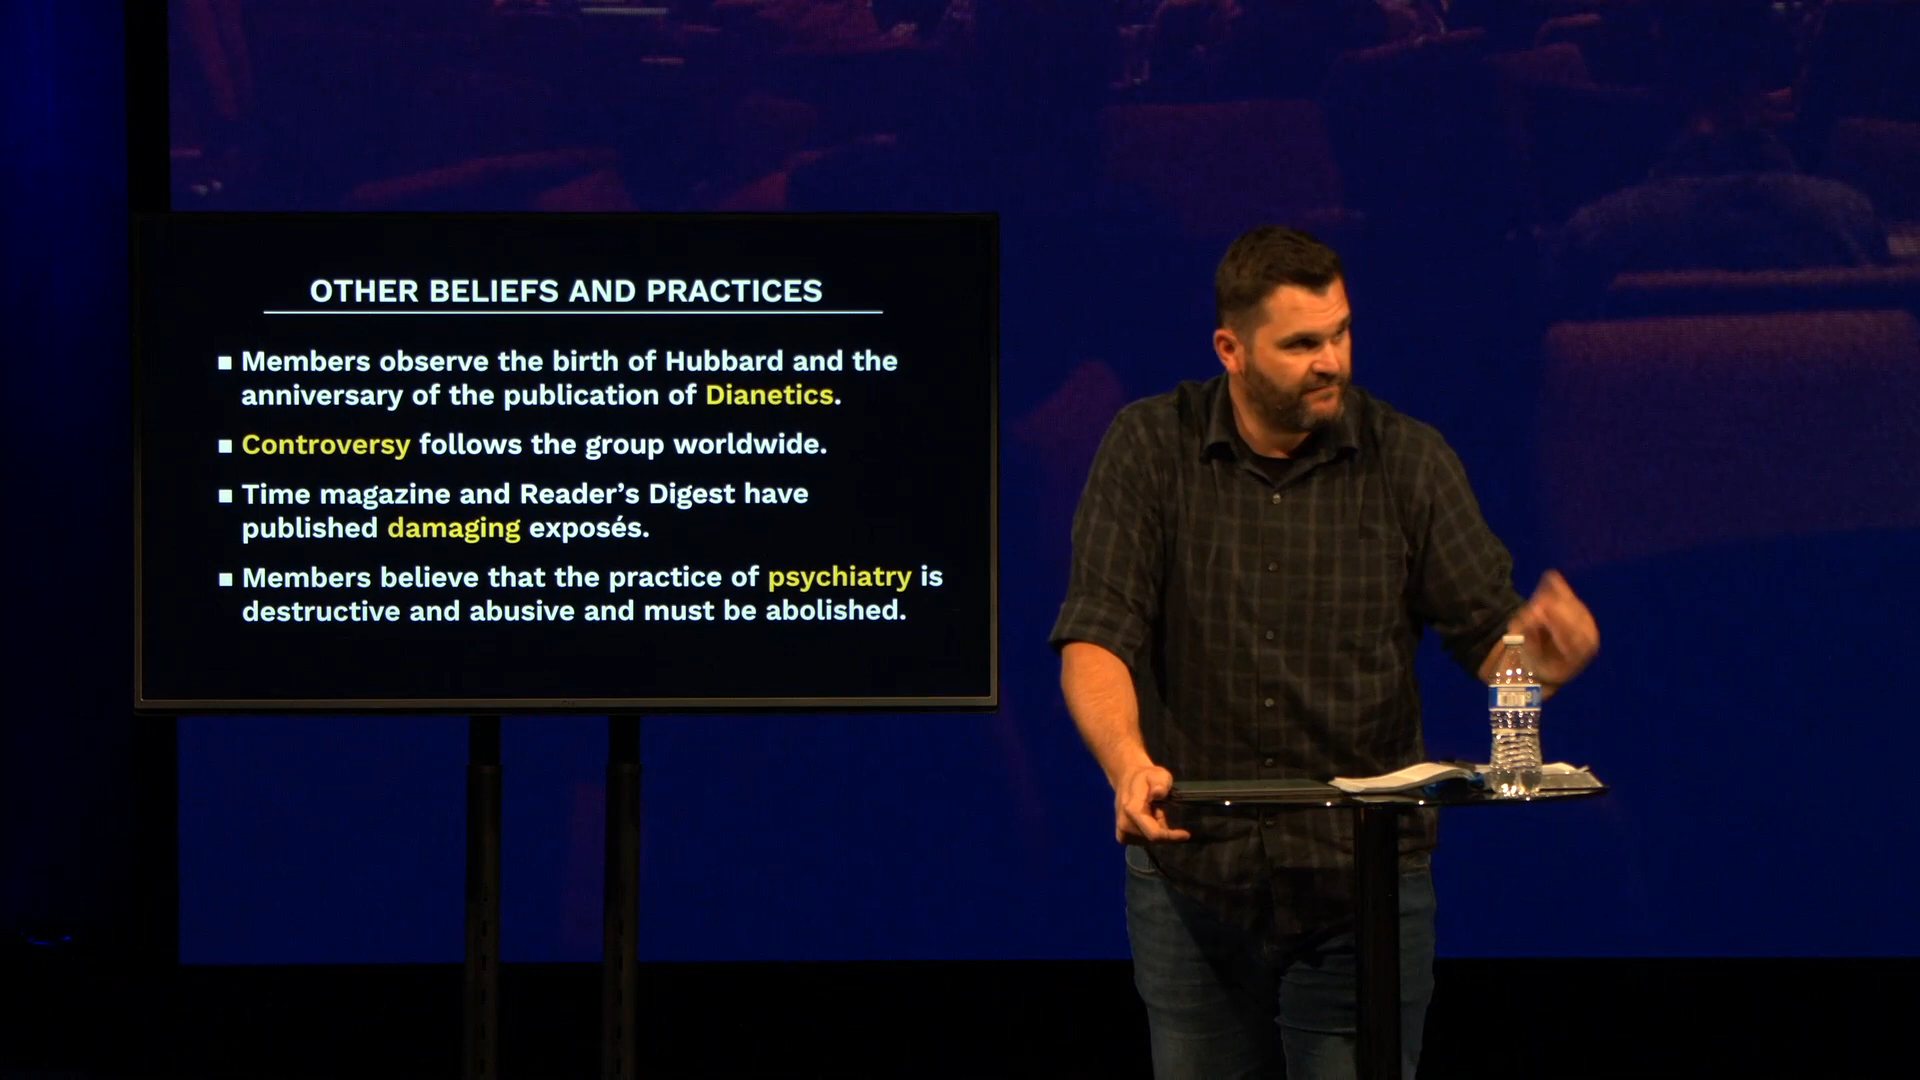 OTHER BELIEFS AND PRACTICES
▪ Members observe the birth of Hubbard and the
anniversary of the publication of Dianetics.
▪ Controversy follows the group worldwide.
▪ Time magazine and Reader’s Digest have
published damaging exposés.
▪ Members believe that the practice of psychiatry is
destructive and abusive and must be abolished.